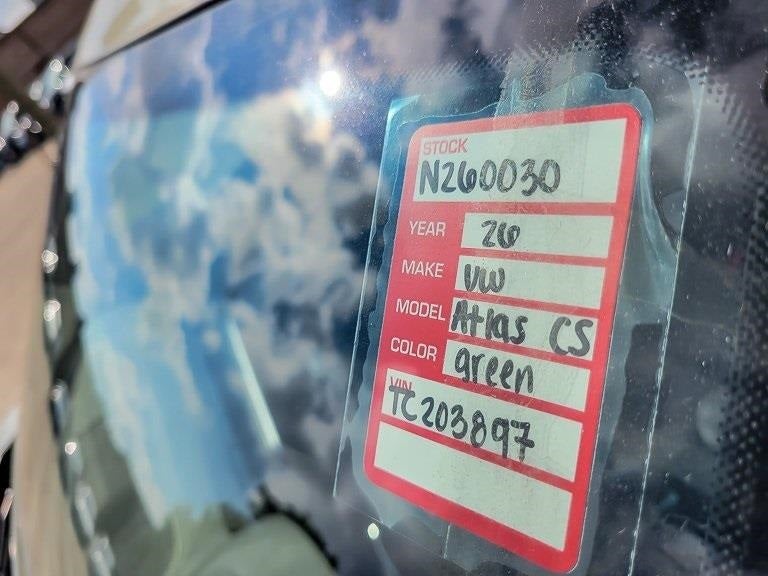 STOCK
N260030
YEAR 26
MAKE VW
MODEL Atlas CS
COLOR green
VIN
TC203897